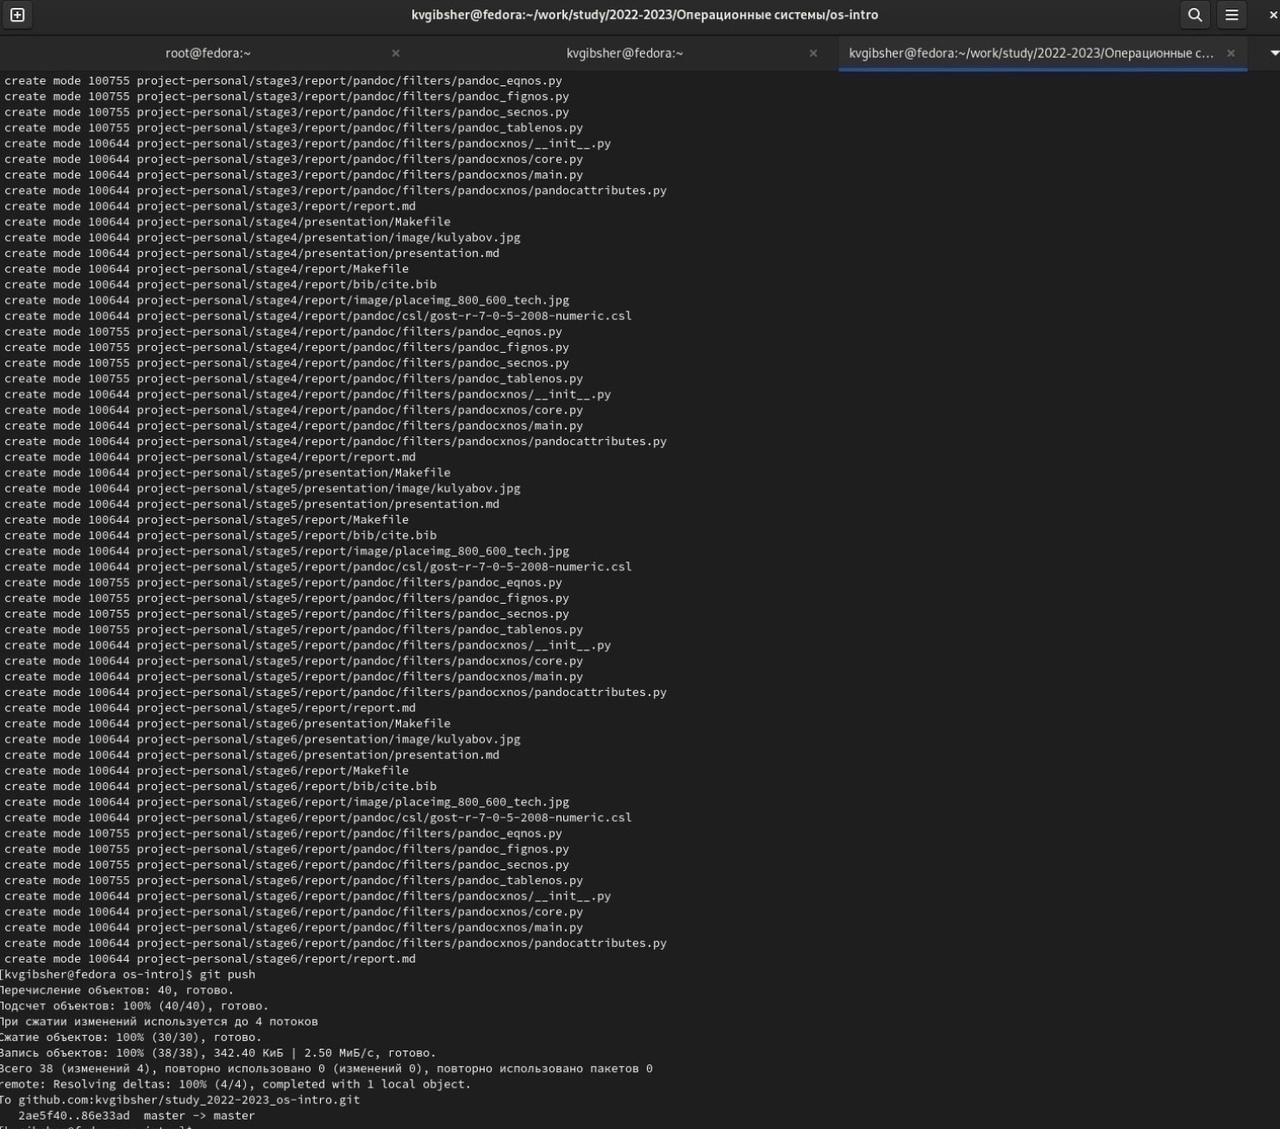 kvgibsher@fedora:~/work/study/2022-2023/Операционные системы/os-intro
root@fedora:~
kvgibsher@fedora:~
kvgibsher@fedora:~/work/study/2022-2023/Операционные с...
create mode 100755 project-personal/stage3/report/pandoc/filters/pandoc_eqnos.py
create mode 100755 project-personal/stage3/report/pandoc/filters/pandoc_fignos.py
create mode 100755 project-personal/stage3/report/pandoc/filters/pandoc_secnos.py
create mode 100755 project-personal/stage3/report/pandoc/filters/pandoc_tablenos.py
create mode 100644 project-personal/stage3/report/pandoc/filters/pandocxnos/__init__.py
create mode 100644 project-personal/stage3/report/pandoc/filters/pandocxnos/core.py
create mode 100644 project-personal/stage3/report/pandoc/filters/pandocxnos/main.py
create mode 100644 project-personal/stage3/report/pandoc/filters/pandocxnos/pandocattributes.py
create mode 100644 project-personal/stage3/report/report.md
create mode 100644 project-personal/stage4/presentation/Makefile
create mode 100644 project-personal/stage4/presentation/image/kulyabov.jpg
create mode 100644 project-personal/stage4/presentation/presentation.md
create mode 100644 project-personal/stage4/report/Makefile
create mode 100644 project-personal/stage4/report/bib/cite.bib
create mode 100644 project-personal/stage4/report/image/placeimg_800_600_tech.jpg
create mode 100644 project-personal/stage4/report/pandoc/csl/gost-r-7-0-5-2008-numeric.csl
create mode 100755 project-personal/stage4/report/pandoc/filters/pandoc_eqnos.py
create mode 100755 project-personal/stage4/report/pandoc/filters/pandoc_fignos.py
create mode 100755 project-personal/stage4/report/pandoc/filters/pandoc_secnos.py
create mode 100755 project-personal/stage4/report/pandoc/filters/pandoc_tablenos.py
create mode 100644 project-personal/stage4/report/pandoc/filters/pandocxnos/__init__.py
create mode 100644 project-personal/stage4/report/pandoc/filters/pandocxnos/core.py
create mode 100644 project-personal/stage4/report/pandoc/filters/pandocxnos/main.py
create mode 100644 project-personal/stage4/report/pandoc/filters/pandocxnos/pandocattributes.py
create mode 100644 project-personal/stage4/report/report.md
create mode 100644 project-personal/stage5/presentation/Makefile
create mode 100644 project-personal/stage5/presentation/image/kulyabov.jpg
create mode 100644 project-personal/stage5/presentation/presentation.md
create mode 100644 project-personal/stage5/report/Makefile
create mode 100644 project-personal/stage5/report/bib/cite.bib
create mode 100644 project-personal/stage5/report/image/placeimg_800_600_tech.jpg
create mode 100644 project-personal/stage5/report/pandoc/csl/gost-r-7-0-5-2008-numeric.csl
create mode 100755 project-personal/stage5/report/pandoc/filters/pandoc_eqnos.py
create mode 100755 project-personal/stage5/report/pandoc/filters/pandoc_fignos.py
create mode 100755 project-personal/stage5/report/pandoc/filters/pandoc_secnos.py
create mode 100755 project-personal/stage5/report/pandoc/filters/pandoc_tablenos.py
create mode 100644 project-personal/stage5/report/pandoc/filters/pandocxnos/__init__.py
create mode 100644 project-personal/stage5/report/pandoc/filters/pandocxnos/core.py
create mode 100644 project-personal/stage5/report/pandoc/filters/pandocxnos/main.py
create mode 100644 project-personal/stage5/report/pandoc/filters/pandocxnos/pandocattributes.py
create mode 100644 project-personal/stage5/report/report.md
create mode 100644 project-personal/stage6/presentation/Makefile
create mode 100644 project-personal/stage6/presentation/image/kulyabov.jpg
create mode 100644 project-personal/stage6/presentation/presentation.md
create mode 100644 project-personal/stage6/report/Makefile
create mode 100644 project-personal/stage6/report/bib/cite.bib
create mode 100644 project-personal/stage6/report/image/placeimg_800_600_tech.jpg
create mode 100644 project-personal/stage6/report/pandoc/csl/gost-r-7-0-5-2008-numeric.csl
create mode 100755 project-personal/stage6/report/pandoc/filters/pandoc_eqnos.py
create mode 100755 project-personal/stage6/report/pandoc/filters/pandoc_fignos.py
create mode 100755 project-personal/stage6/report/pandoc/filters/pandoc_secnos.py
create mode 100755 project-personal/stage6/report/pandoc/filters/pandoc_tablenos.py
create mode 100644 project-personal/stage6/report/pandoc/filters/pandocxnos/__init__.py
create mode 100644 project-personal/stage6/report/pandoc/filters/pandocxnos/core.py
create mode 100644 project-personal/stage6/report/pandoc/filters/pandocxnos/main.py
create mode 100644 project-personal/stage6/report/pandoc/filters/pandocxnos/pandocattributes.py
create mode 100644 project-personal/stage6/report/report.md
[kvgibsher@fedora os-intro]$ git push
Перечисление объектов: 40, готово.
Подсчет объектов: 100% (40/40), готово.
При сжатии изменений используется до 4 потоков
Сжатие объектов: 100% (30/30), готово.
Запись объектов: 100% (38/38), 342.40 КиБ | 2.50 МиБ/с, готово.
Всего 38 (изменений 4), повторно использовано 0 (изменений 0), повторно использовано пакетов 0
remote: Resolving deltas: 100% (4/4), completed with 1 local object.
To github.com:kvgibsher/study_2022-2023_os-intro.git
2ae5f40..86e33ad master -> master